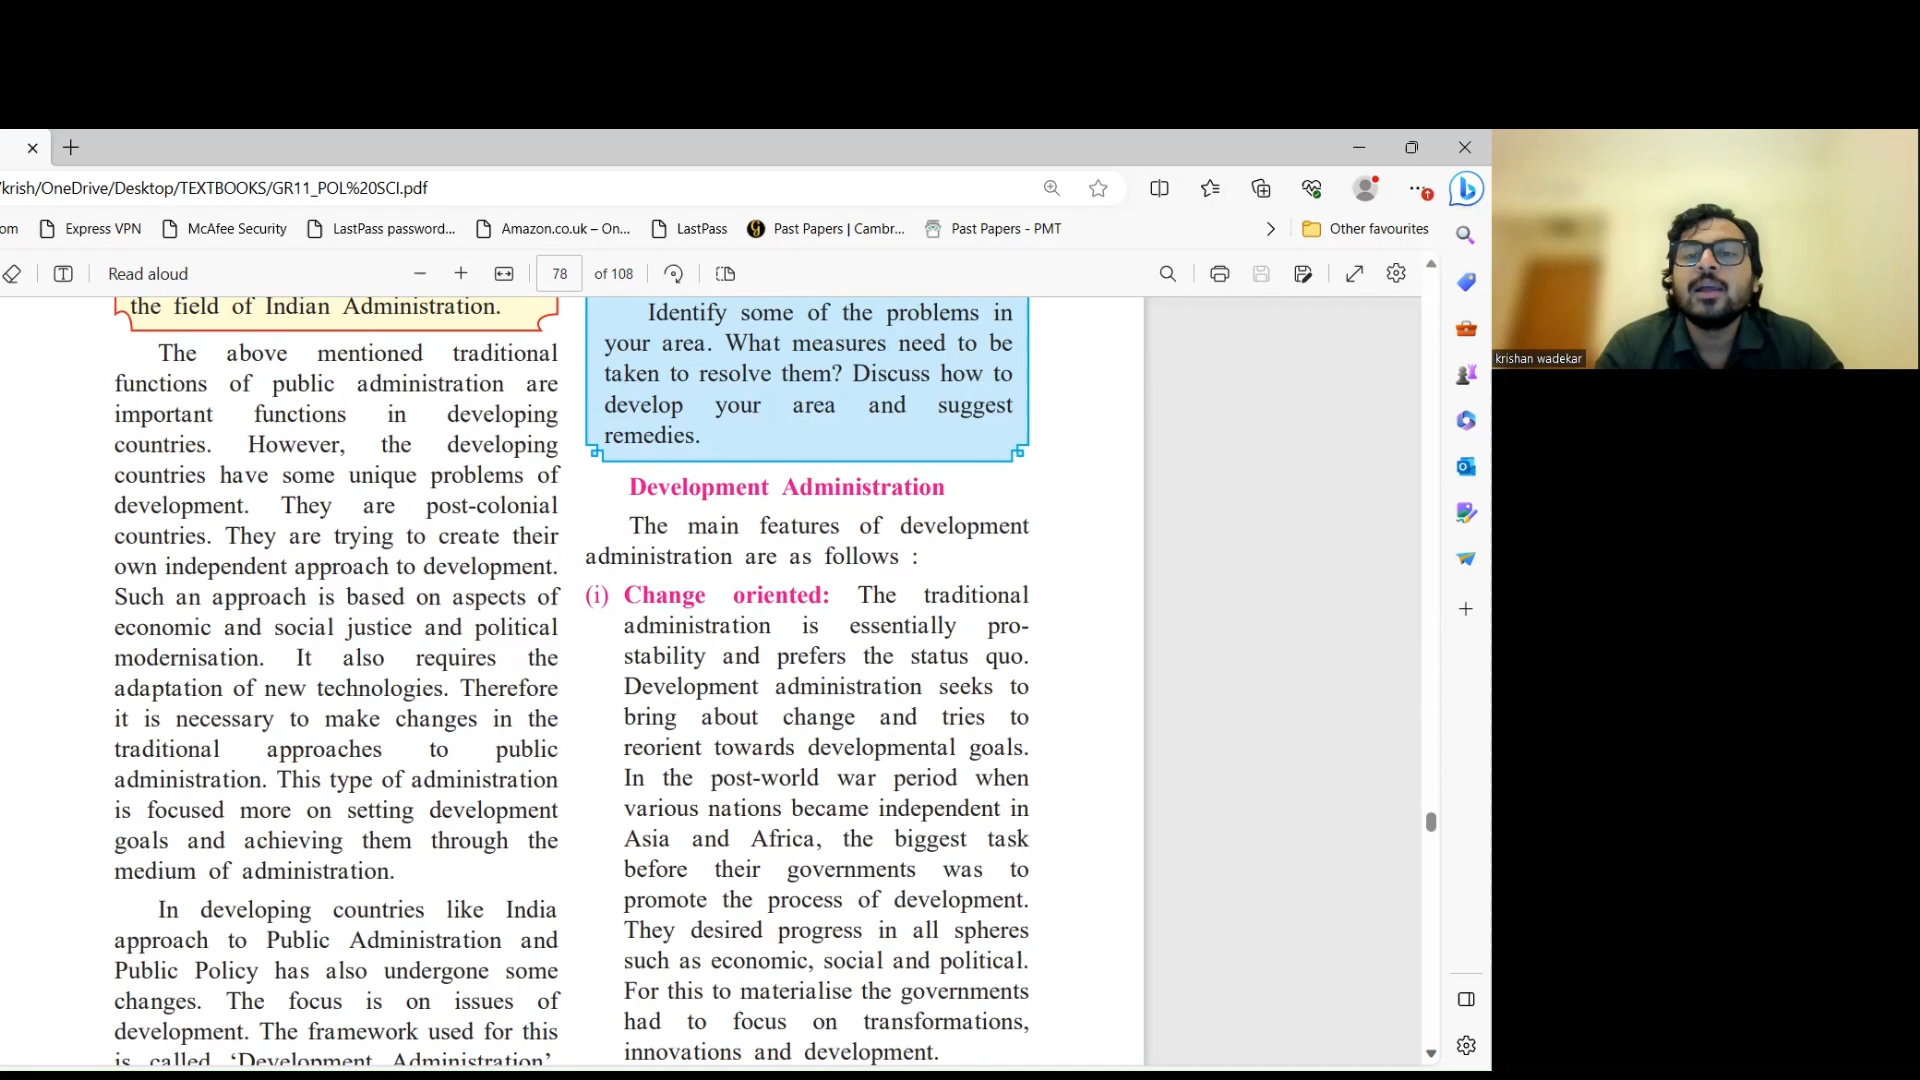 /krish/OneDrive/Desktop/TEXTBOOKS/GR11_POL%20SCI.pdf
om
Express VPN
McAfee Security
LastPass password...
Amazon.co.uk – On...
LastPass
Past Papers | Cambr...
Past Papers - PMT
Other favourites
Read aloud
78
of 108
the field of Indian Administration.
The above mentioned traditional
functions of public administration are
important functions in developing
countries. However, the developing
countries have some unique problems of
development. They are post-colonial
countries. They are trying to create their
own independent approach to development.
Such an approach is based on aspects of
economic and social justice and political
modernisation. It also requires the
adaptation of new technologies. Therefore
it is necessary to make changes in the
traditional approaches to public
administration. This type of administration
is focused more on setting development
goals and achieving them through the
medium of administration.
In developing countries like India
approach to Public Administration and
Public Policy has also undergone some
changes. The focus is on issues of
development. The framework used for this
is called ‘Development Administration’.
Identify some of the problems in
your area. What measures need to be
taken to resolve them? Discuss how to
develop your area and suggest
remedies.
Development Administration
The main features of development
administration are as follows :
(i) Change oriented: The traditional
administration is essentially pro-
stability and prefers the status quo.
Development administration seeks to
bring about change and tries to
reorient towards developmental goals.
In the post-world war period when
various nations became independent in
Asia and Africa, the biggest task
before their governments was to
promote the process of development.
They desired progress in all spheres
such as economic, social and political.
For this to materialise the governments
had to focus on transformations,
innovations and development.
krishan wadekar